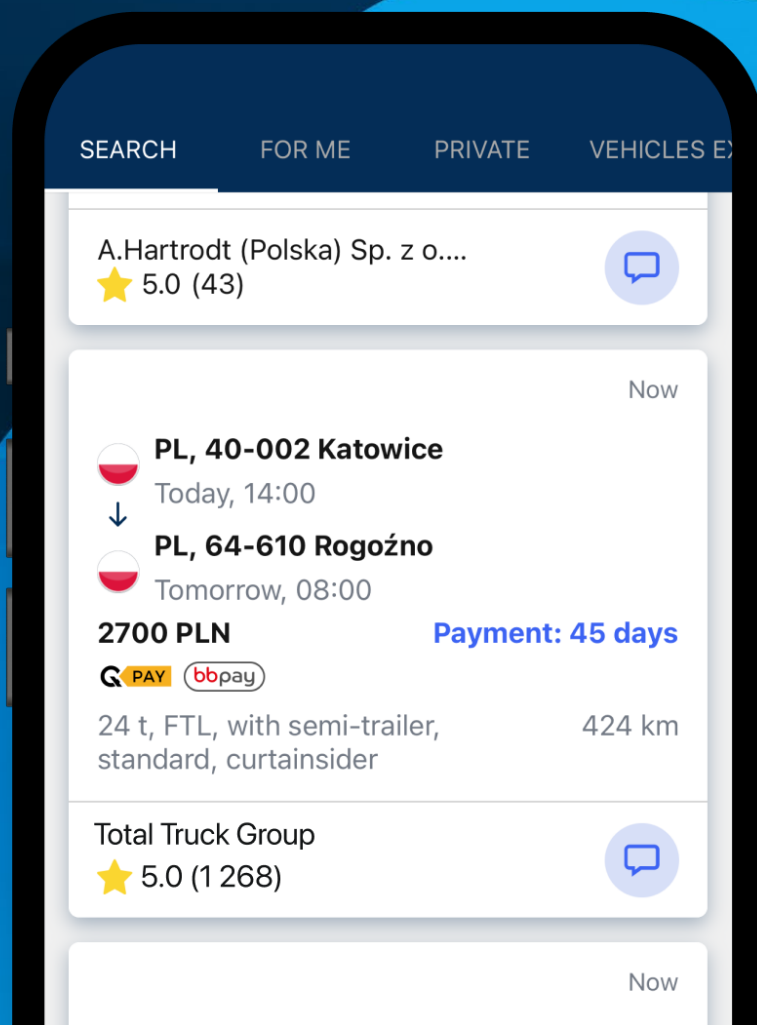 SEARCH FOR ME PRIVATE VEHICLES EX
A.Hartrodt (Polska) Sp. z o....
5.0 (43)
Now
PL, 40-002 Katowice
Today, 14:00
PL, 64-610 Rogoźno
Tomorrow, 08:00
2700 PLN Payment: 45 days
PAY bbpay
24 t, FTL, with semi-trailer, 424 km
standard, curtainsider
Total Truck Group
5.0 (1 268)
Now